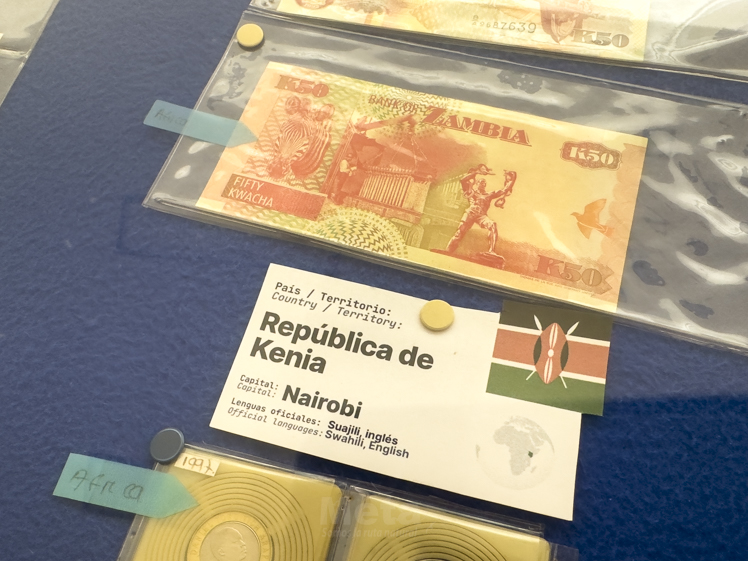 K50
K50
BANK OF ZAMBIA
K50
FIFTY
KWACHA
K50
País / Territorio:
Country / Territory:
República de
Kenia
Capital:
Capital:
Nairobi
Lenguas oficiales: Suajili, inglés
Official languages: Swahili, English
1997
AFRICA